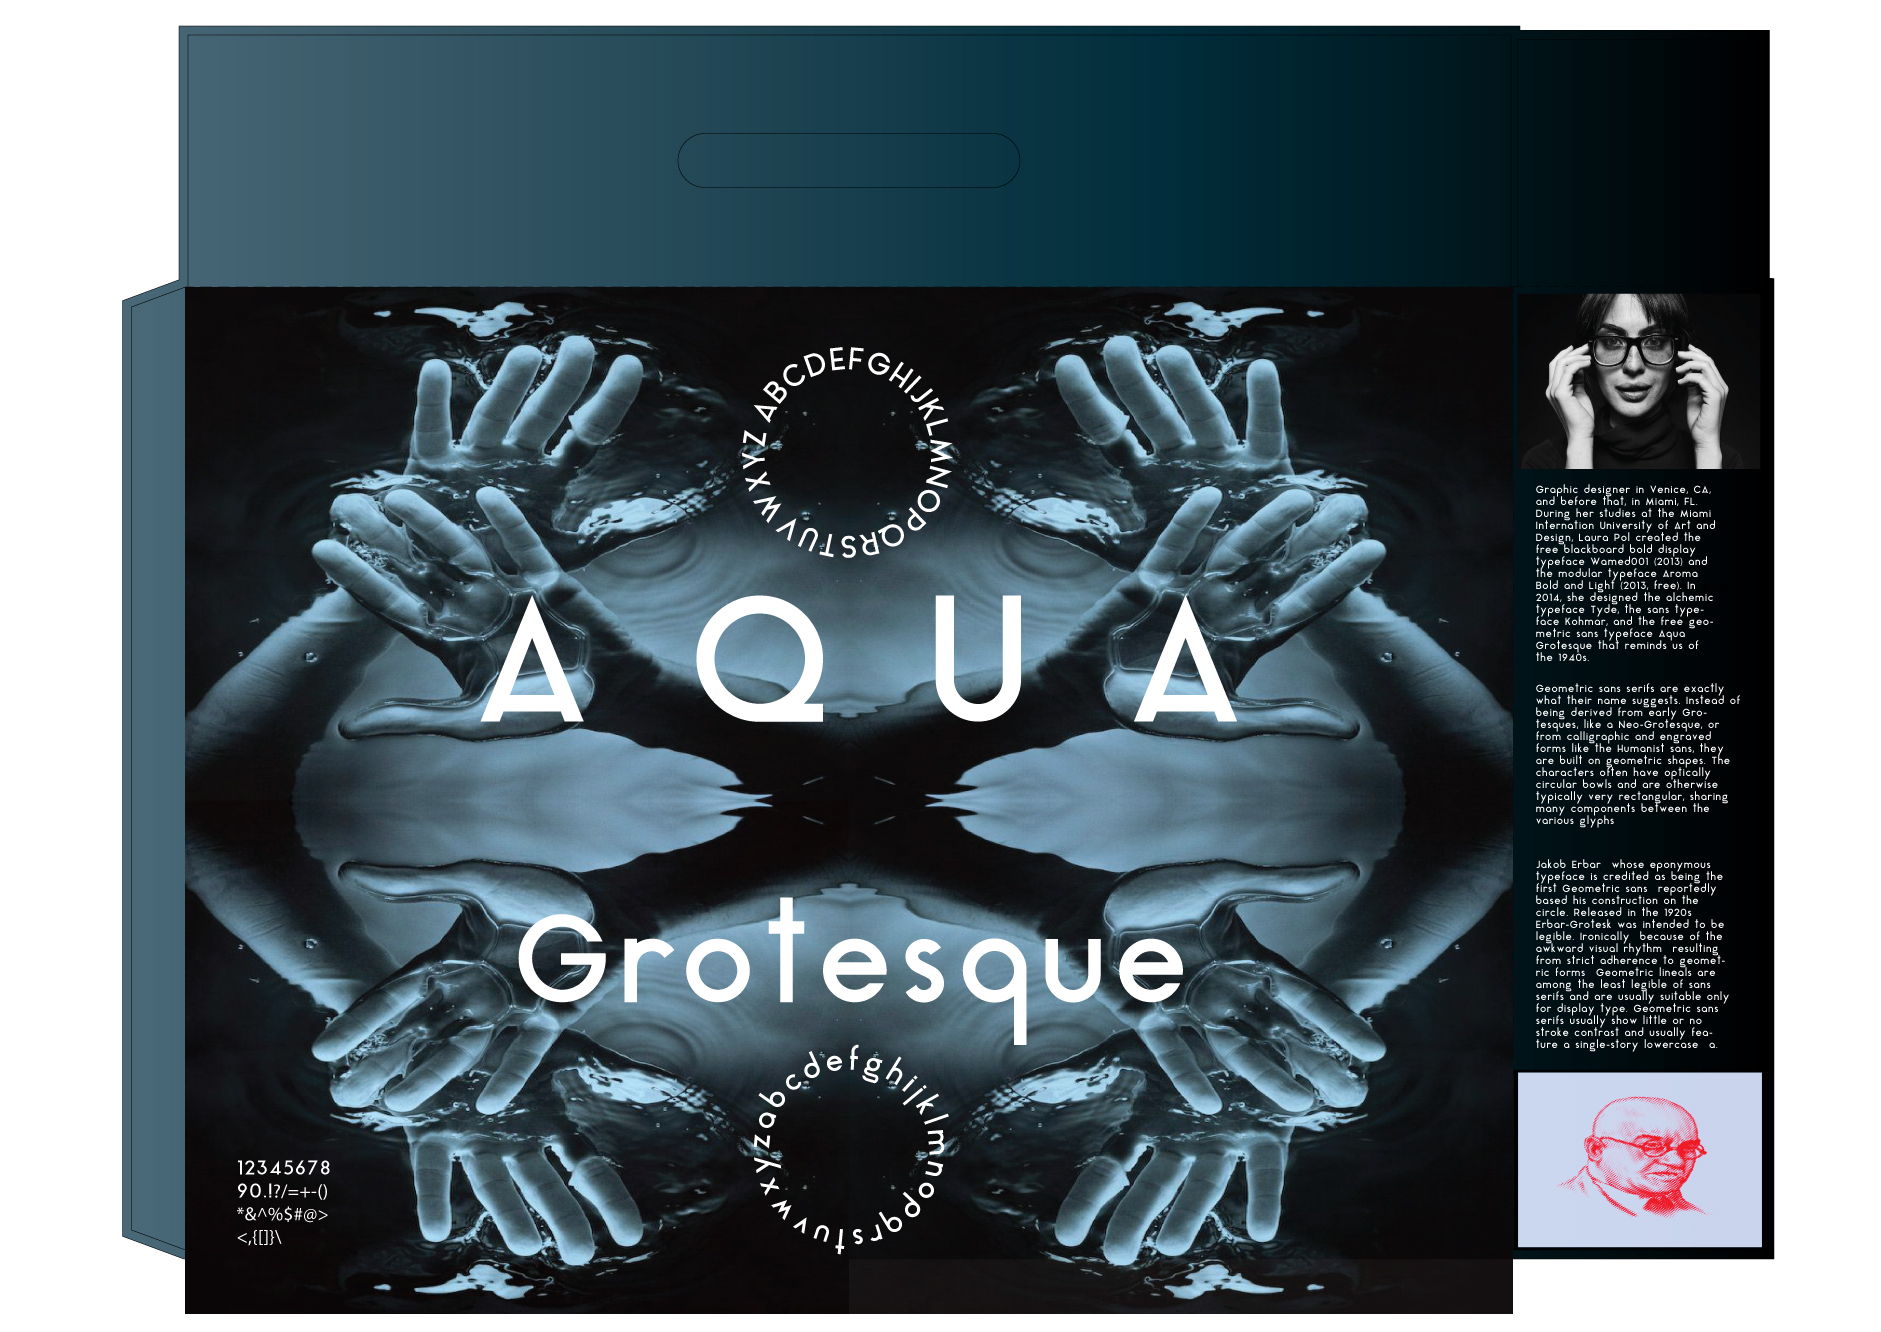 ABCDEFGHIJKLMNOPQRSTUVWXYZ
AQUA
Grotesque
abcdefghijklmnopqrstuvwxyz
12345678
90.!?/=+-()
*&^%$#@>
<,{[]}\
Graphic designer in Venice, CA,
and before that, in Miami, FL.
During her studies at the Miami
Internation University of Art and
Design, Laura Pol created the
free blackboard bold display
typeface Wamed001 (2013) and
the modular typeface Aroma
Bold and Light (2013, free). In
2014, she designed the alchemic
typeface Tyde, the sans type-
face Kohmar, and the free geo-
metric sans typeface Aqua
Grotesque that reminds us of
the 1940s.
Geometric sans serifs are exactly
what their name suggests. Instead of
being derived from early Gro-
tesques, like a Neo-Grotesque, or
from calligraphic and engraved
forms like the Humanist sans, they
are built on geometric shapes. The
characters often have optically
circular bowls and are otherwise
typically very rectangular, sharing
many components between the
various glyphs
Jakob Erbar whose eponymous
typeface is credited as being the
first Geometric sans reportedly
based his construction on the
circle. Released in the 1920s
Erbar-Grotesk was intended to be
legible. Ironically because of the
awkward visual rhythm resulting
from strict adherence to geomet-
ric forms Geometric lineals are
among the least legible of sans
serifs and are usually suitable only
for display type. Geometric sans
serifs usually show little or no
stroke contrast and usually fea-
ture a single-story lowercase a.